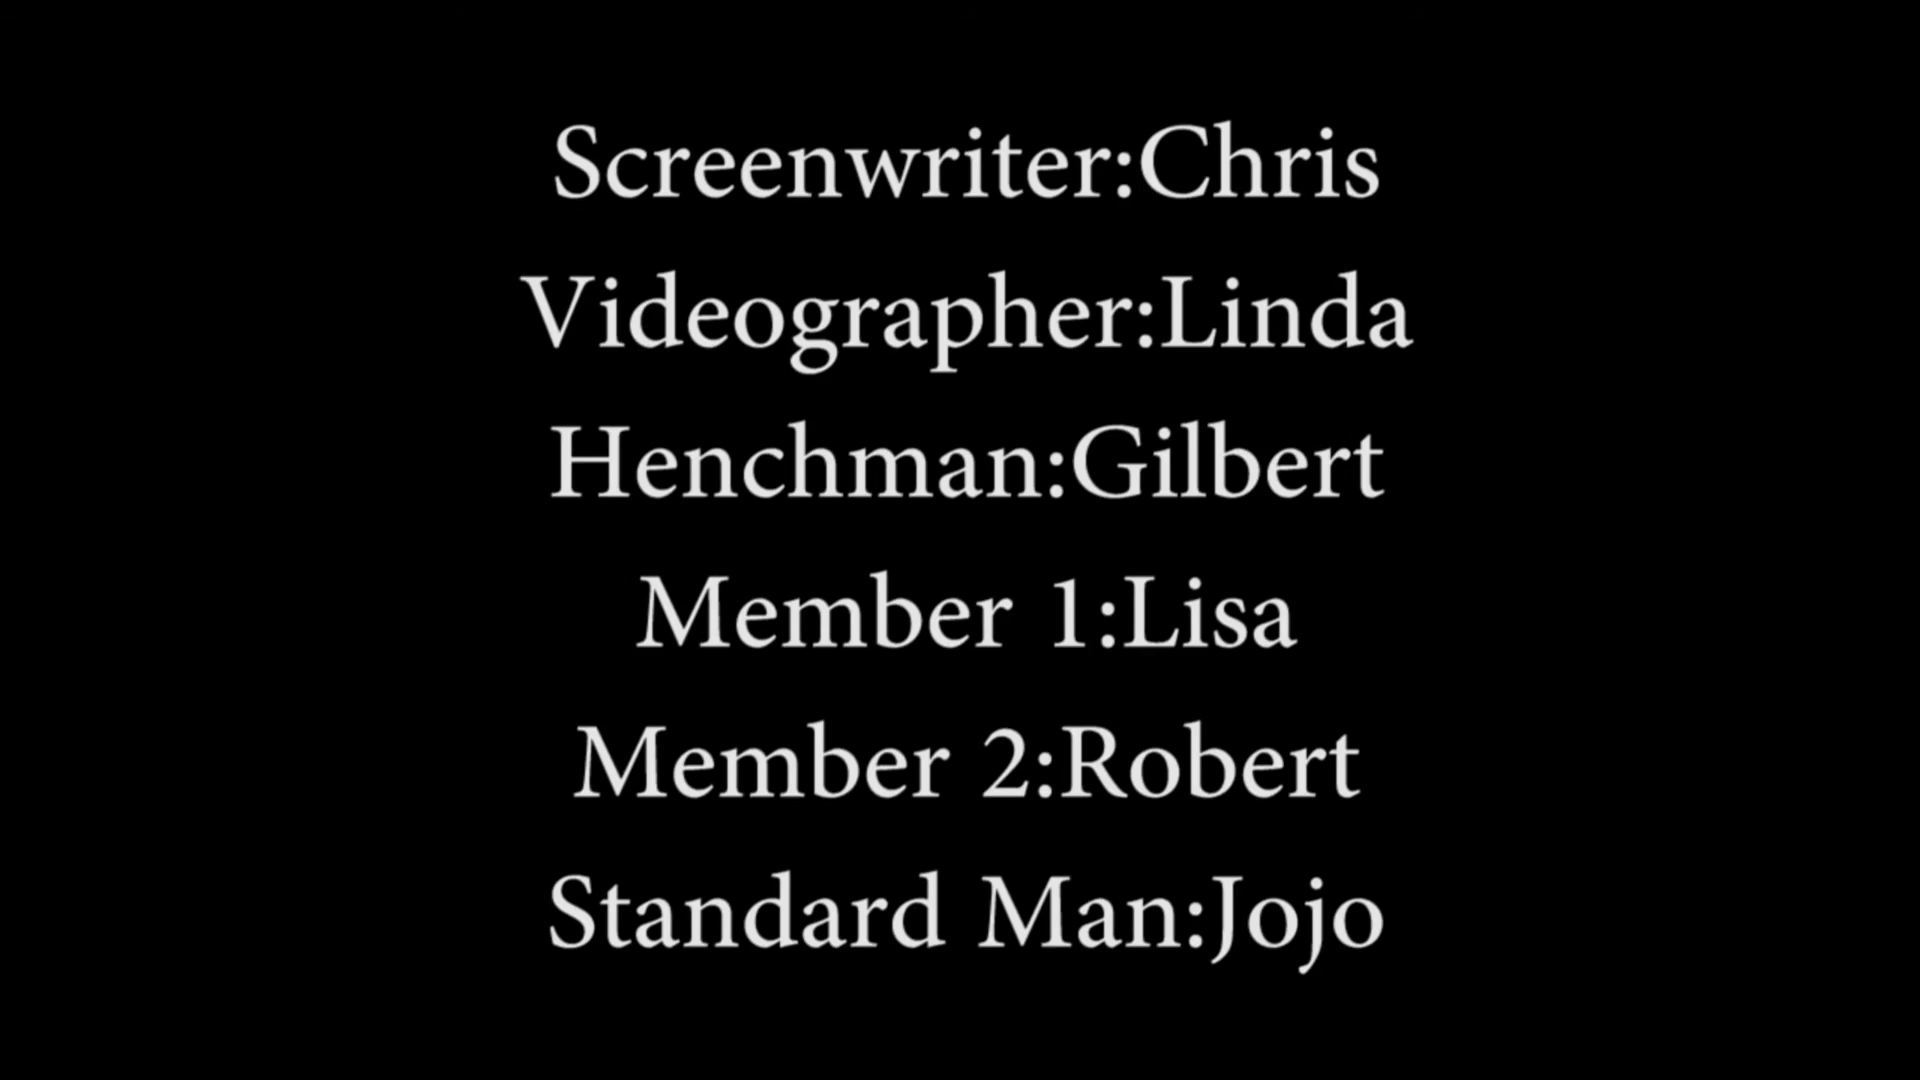 Screenwriter:Chris
Videographer:Linda
Henchman:Gilbert
Member 1:Lisa
Member 2:Robert
Standard Man:Jojo